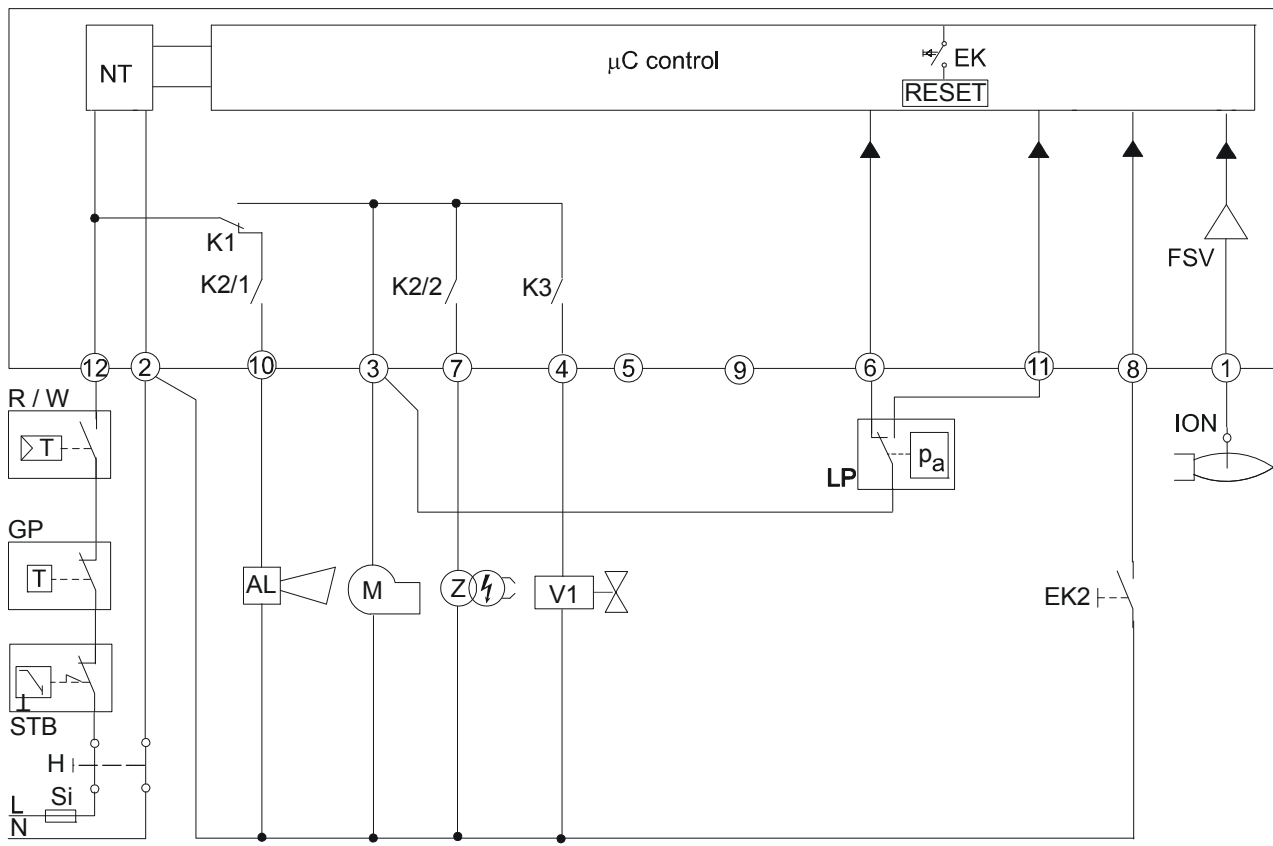 NT
μC control
EK
RESET
K1
K2/1
K2/2
K3
FSV
12
2
10
3
7
4
5
9
6
11
8
1
R / W
T
LP
pa
ION
GP
T
AL
M
Z
V1
EK2
STB
H
Si
L
N